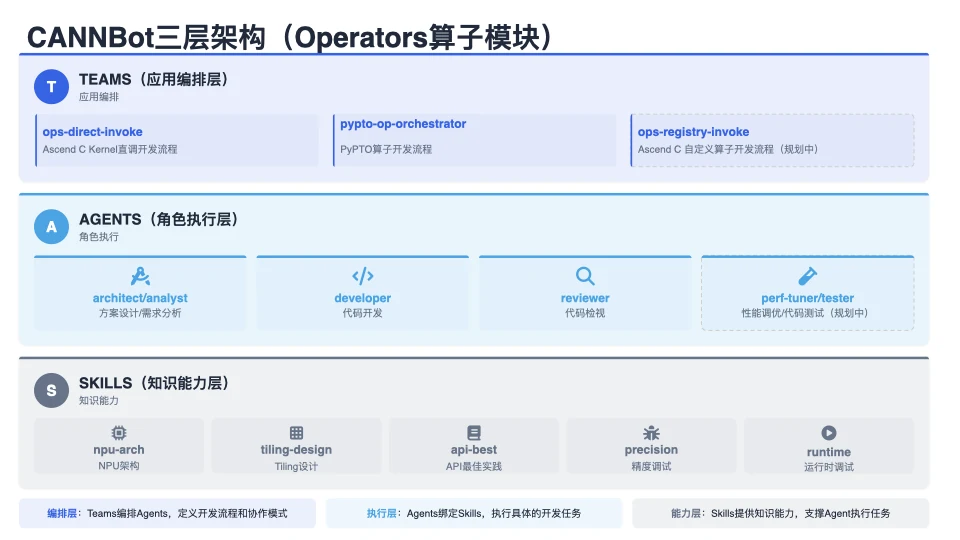 CANNBot三层架构（Operators算子模块）
T
TEAMS（应用编排层）
应用编排
ops-direct-invoke
Ascend C Kernel直调开发流程
pypto-op-orchestrator
PyPTO算子开发流程
ops-registry-invoke
Ascend C 自定义算子开发流程（规划中）
A
AGENTS（角色执行层）
角色执行
architect/analyst
方案设计/需求分析
developer
代码开发
reviewer
代码检视
perf-tuner/tester
性能调优/代码测试（规划中）
S
SKILLS（知识能力层）
知识能力
npu-arch
NPU架构
tiling-design
Tiling设计
api-best
API最佳实践
precision
精度调试
runtime
运行时调试
编排层：Teams编排Agents，定义开发流程和协作模式
执行层：Agents绑定Skills，执行具体的开发任务
能力层：Skills提供知识能力，支撑Agent执行任务